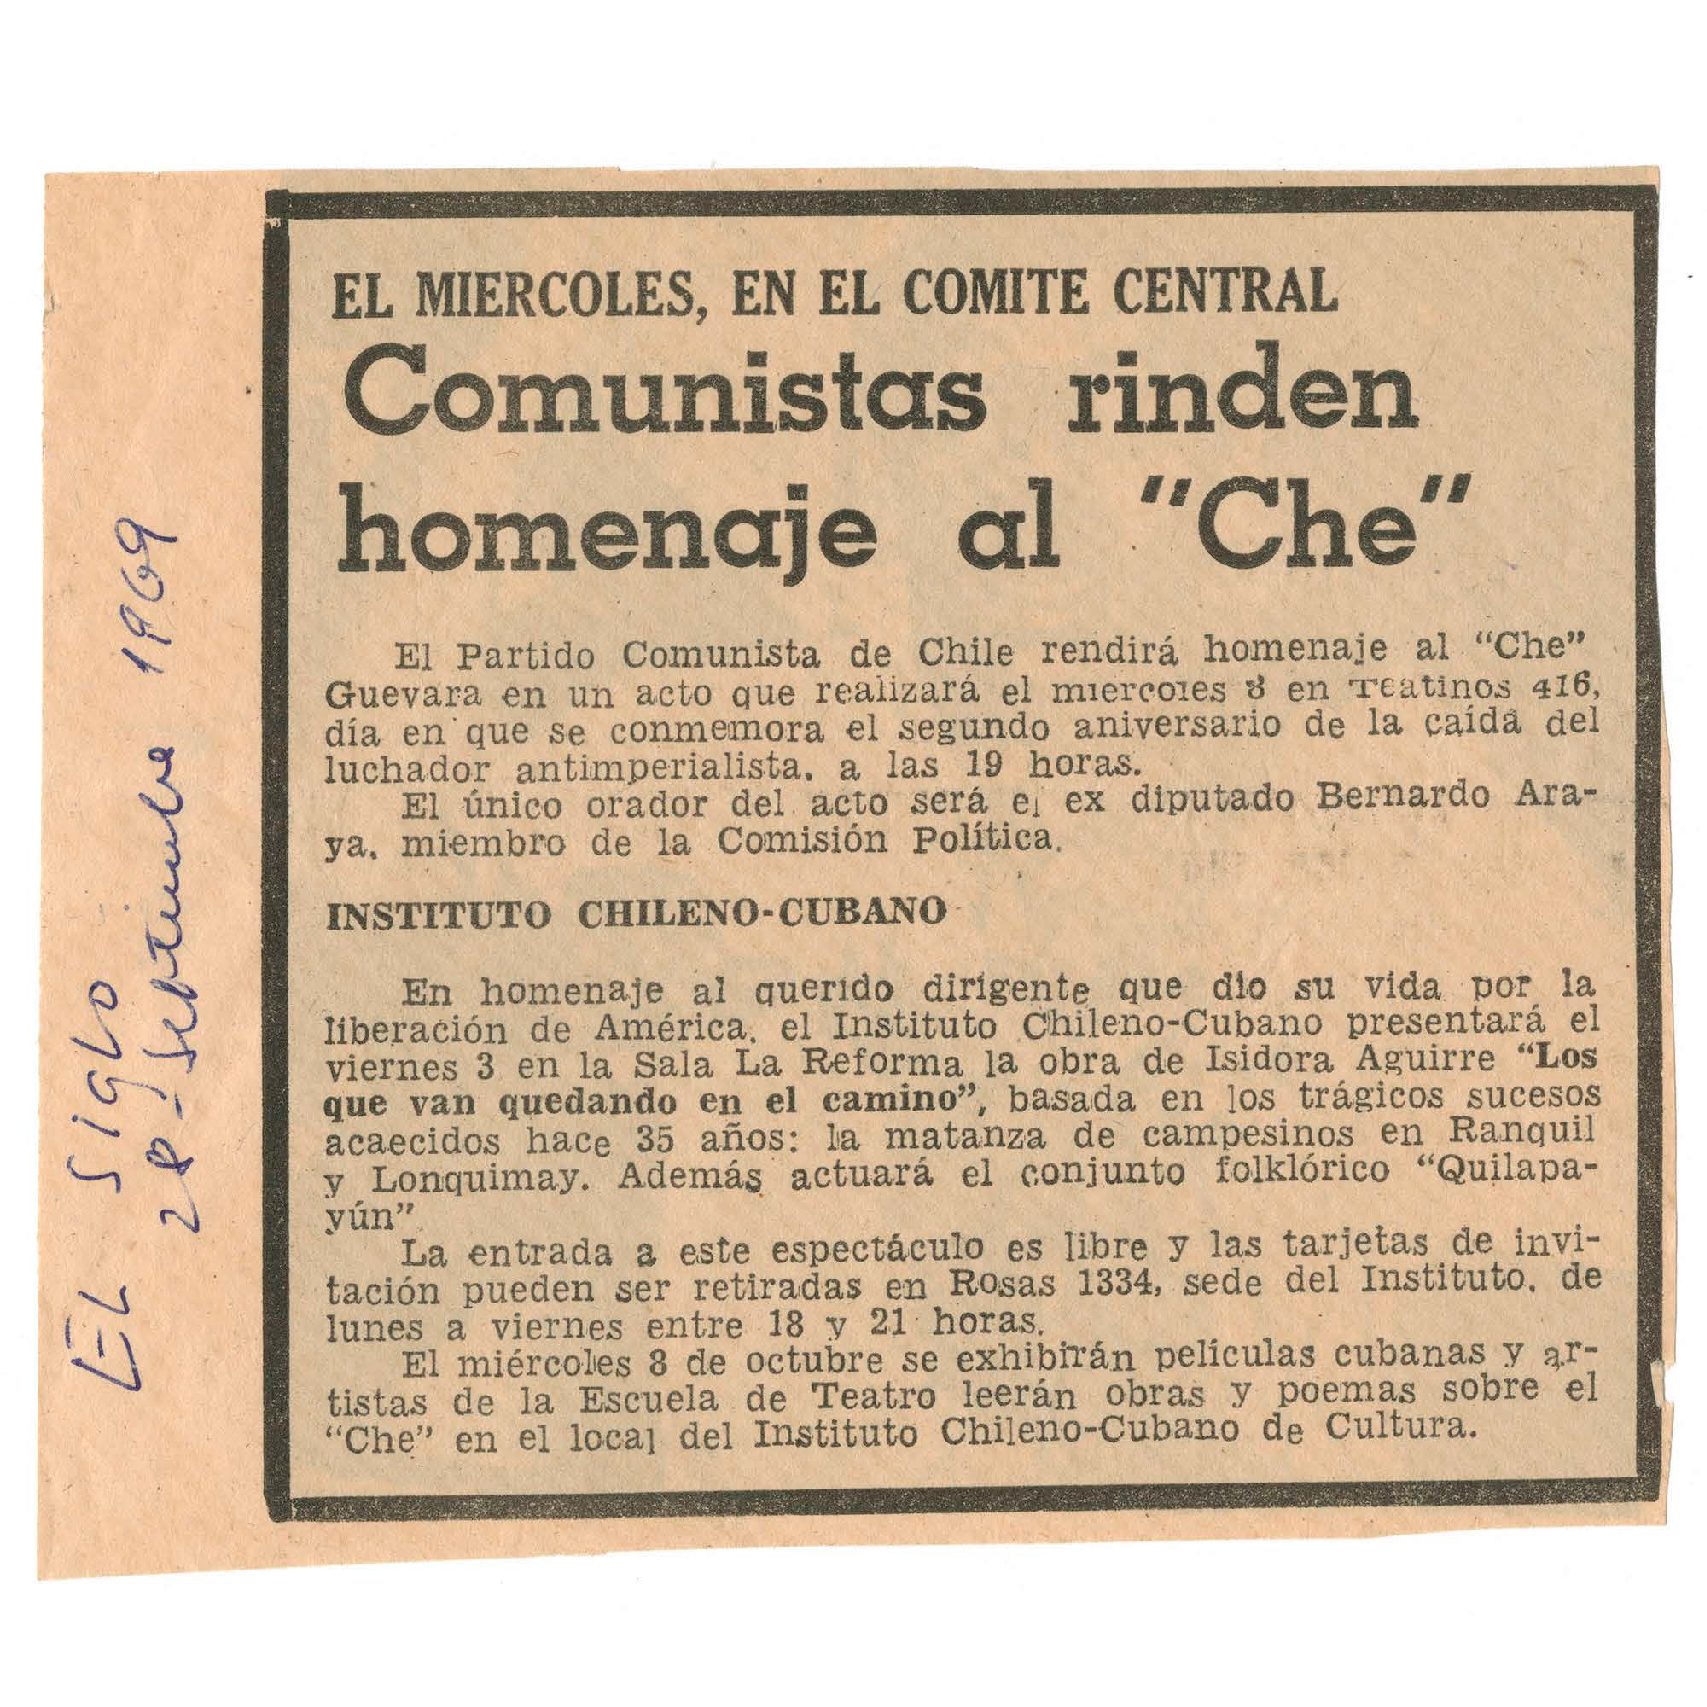 EL SIGLO
28-Septiembre 1969
EL MIERCOLES, EN EL COMITE CENTRAL
Comunistas rinden
homenaje al "Che"
El Partido Comunista de Chile rendirá homenaje al "Che"
Guevara en un acto que realizará el miercoles 8 en Teatinos 416,
día en que se conmemora el segundo aniversario de la caída del
luchador antimperialista. a las 19 horas.
El único orador del acto será el ex diputado Bernardo Ara-
ya, miembro de la Comisión Política.
INSTITUTO CHILENO-CUBANO
En homenaje al querido dirigente que dio su vida por la
liberación de América. el Instituto Chileno-Cubano presentará el
viernes 3 en la Sala La Reforma la obra de Isidora Aguirre "Los
que van quedando en el camino", basada en los trágicos sucesos
acaecidos hace 35 años: la matanza de campesinos en Ranquil
y Lonquimay. Además actuará el conjunto folklórico "Quilapa-
yún"
La entrada a este espectáculo es libre y las tarjetas de invi-
tación pueden ser retiradas en Rosas 1334, sede del Instituto. de
lunes a viernes entre 18 y 21 horas.
El miércoles 8 de octubre se exhibirán películas cubanas y ar-
tistas de la Escuela de Teatro leerán obras y poemas sobre el
"Che" en el local del Instituto Chileno-Cubano de Cultura.